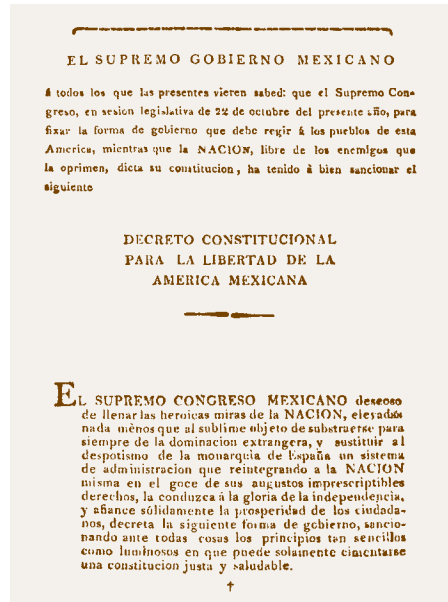 EL SUPREMO GOBIERNO MEXICANO
á todos los que las presentes vieren sabed: que el Supremo Con-
greso, en sesion legislativa de 22 de octubre del presente año, para
fixar la forma de gobierno que debe regir á los pueblos de esta
America, mientras que la NACION, libre de los enemigos que
la oprimen, dicta su constitucion, ha tenido à bien sancionar el
siguiente
DECRETO CONSTITUCIONAL
PARA LA LIBERTAD DE LA
AMERICA MEXICANA
EL SUPREMO CONGRESO MEXICANO deseoso
de llenar las heroicas miras de la NACION, elevadas
nada mènos que al sublime objeto de substraerse para
siempre de la dominacion extrangera, y sustituir al
despotismo de la monarquia de España un sistema
de administracion que reintegrando a la NACION
misma en el goce de sus augustos imprescriptibles
derechos, la conduzca á la gloria de la independencia,
y afiance sólidamente la prosperidad de los ciudada-
nos, decreta la siguiente forma de gobierno, sancio-
nando ante todas cosas los principios tan sencillos
como luminosos en que puede solamente cimentarse
una constitucion justa y saludable.
†